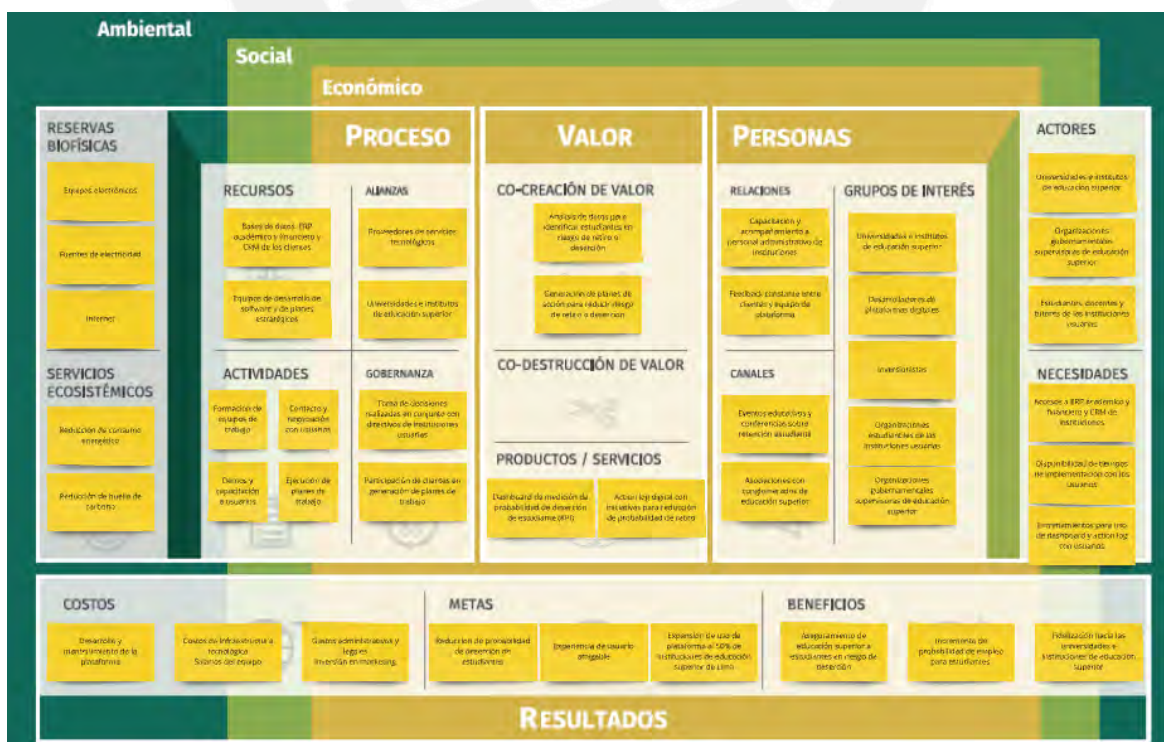 Ambiental
Social
Económico
RESERVAS
BIOFÍSICAS
Equipos electrónicos
Fuentes de electricidad
Internet
SERVICIOS
ECOSISTÉMICOS
Reducción de consumo
energético
Reducción de huella de
carbono
PROCESO
RECURSOS
Bases de datos, ERP
académico y financiero y
CRM de los clientes
Equipos de desarrollo de
software y de planes
estratégicos
ALIANZAS
Proveedores de servicios
tecnológicos
Universidades e institutos
de educación superior
ACTIVIDADES
Formación de
equipos de
trabajo
Contacto y
negociación
con usuarios
Demos y
capacitación
a usuarios
Ejecución de
planes de
trabajo
GOBERNANZA
Toma de decisiones
realizadas en conjunto con
directivos de instituciones
usuarias
Participación de clientes en
generación de planes de
trabajo
VALOR
CO-CREACIÓN DE VALOR
Análisis de datos para
identificar estudiantes en
riesgo de retiro o
deserción
Generación de planes de
acción para reducir riesgo
de retiro o deserción
CO-DESTRUCCIÓN DE VALOR
PRODUCTOS / SERVICIOS
Dashboard de medición de
probabilidad de deserción
de estudiante (KPI)
Action log digital con
iniciativas para reducción
de probabilidad de retiro
PERSONAS
RELACIONES
Capacitación y
acompañamiento a
personal administrativo de
instituciones
Feedback constante entre
clientes y equipo de
plataforma
CANALES
Eventos educativos y
conferencias sobre
retención estudiantil
Asociaciones con
conglomerados de
educación superior
GRUPOS DE INTERÉS
Universidades e institutos
de educación superior
Desarrolladores de
plataformas digitales
Inversionistas
Organizaciones
estudiantiles de las
instituciones usuarias
Organizaciones
gubernamentales
supervisoras de educación
superior
ACTORES
Universidades e institutos
de educación superior
Organizaciones
gubernamentales
supervisoras de educación
superior
Estudiantes, docentes y
tutores de las instituciones
usuarias
NECESIDADES
Accesos a ERP académico y
financiero y CRM de
instituciones
Disponibilidad de tiempos
de implementación con los
usuarios
Entrenamientos para uso
de dashboard y action log
con usuarios
COSTOS
Desarrollo y
mantenimiento de la
plataforma
Costos de infraestructura
tecnológica
Salarios del equipo
Gastos administrativos y
legales
Inversión en marketing
METAS
Reducción de probabilidad
de deserción de
estudiantes
Experiencia de usuario
amigable
Expansión de uso de
plataforma al 50% de
instituciones de educación
superior de Lima
BENEFICIOS
Aseguramiento de
educación superior a
estudiantes en riesgo de
deserción
Incremento de
probabilidad de empleo
para estudiantes
Fidelización hacia las
universidades e
instituciones de educación
superior
RESULTADOS